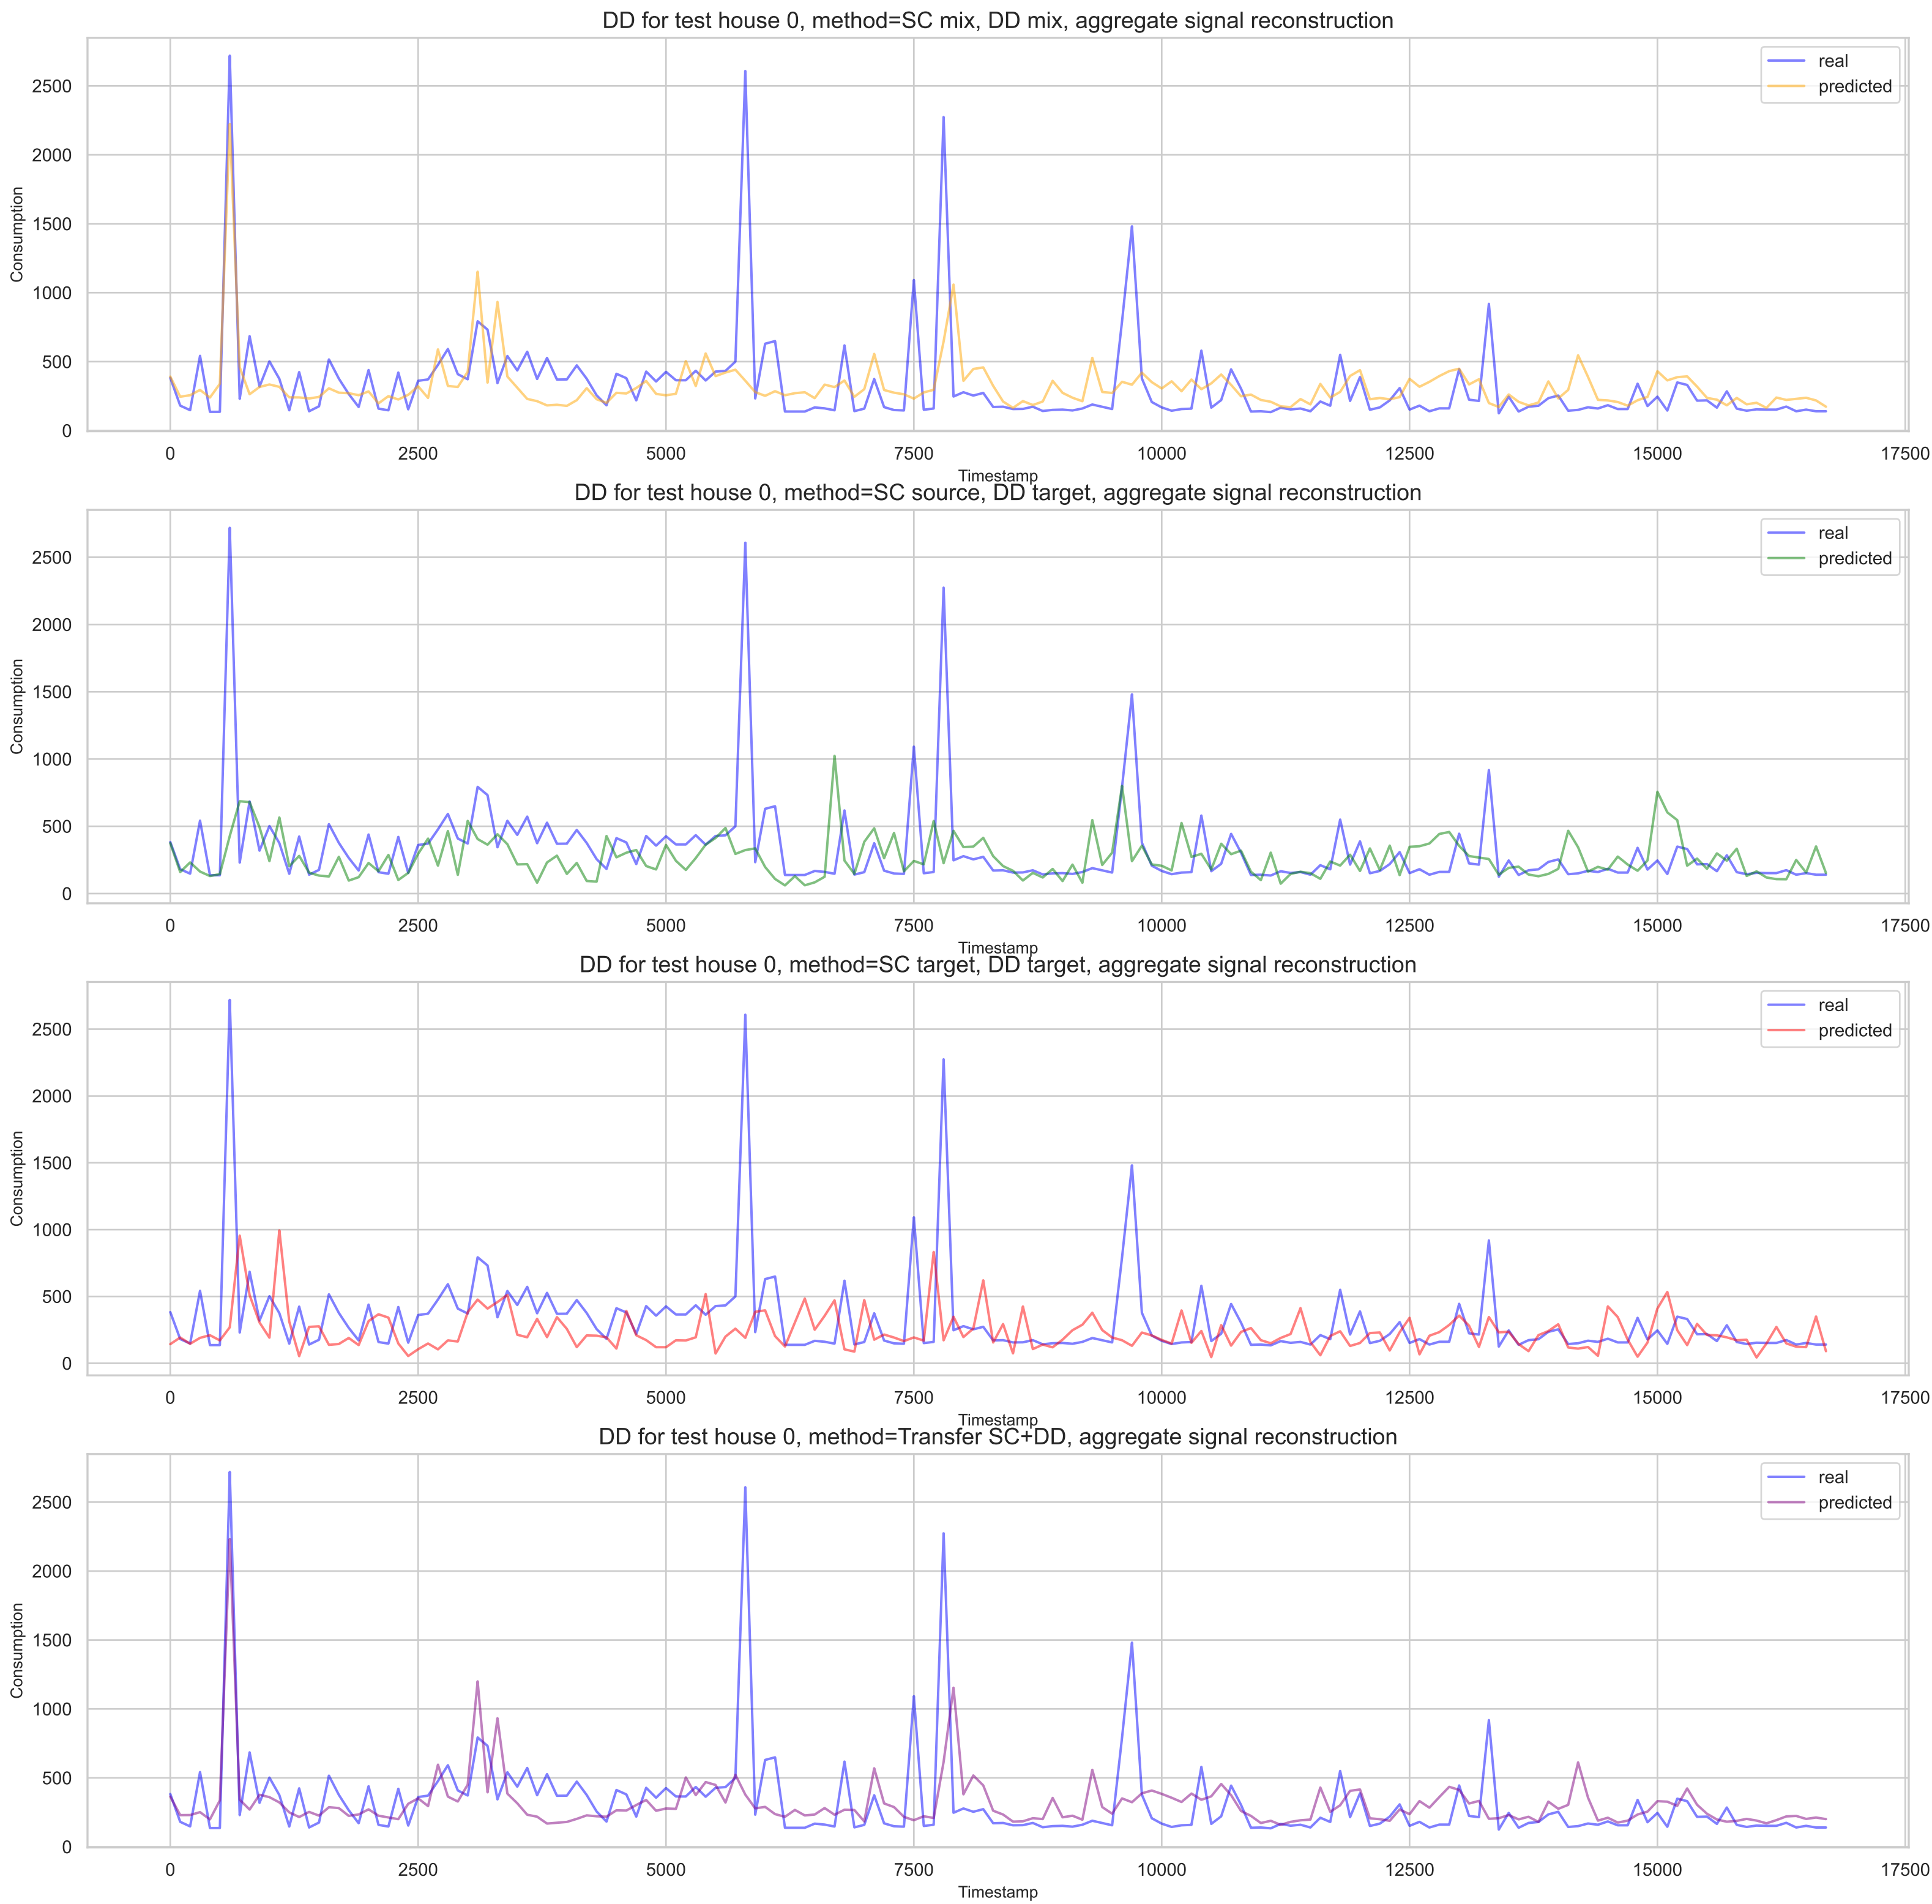 DD for test house 0, method=SC mix, DD mix, aggregate signal reconstruction
real
predicted
Consumption
2500
2000
1500
1000
500
0
0 2500 5000 7500 10000 12500 15000 17500
Timestamp
DD for test house 0, method=SC source, DD target, aggregate signal reconstruction
real
predicted
Consumption
2500
2000
1500
1000
500
0
0 2500 5000 7500 10000 12500 15000 17500
Timestamp
DD for test house 0, method=SC target, DD target, aggregate signal reconstruction
real
predicted
Consumption
2500
2000
1500
1000
500
0
0 2500 5000 7500 10000 12500 15000 17500
Timestamp
DD for test house 0, method=Transfer SC+DD, aggregate signal reconstruction
real
predicted
Consumption
2500
2000
1500
1000
500
0
0 2500 5000 7500 10000 12500 15000 17500
Timestamp